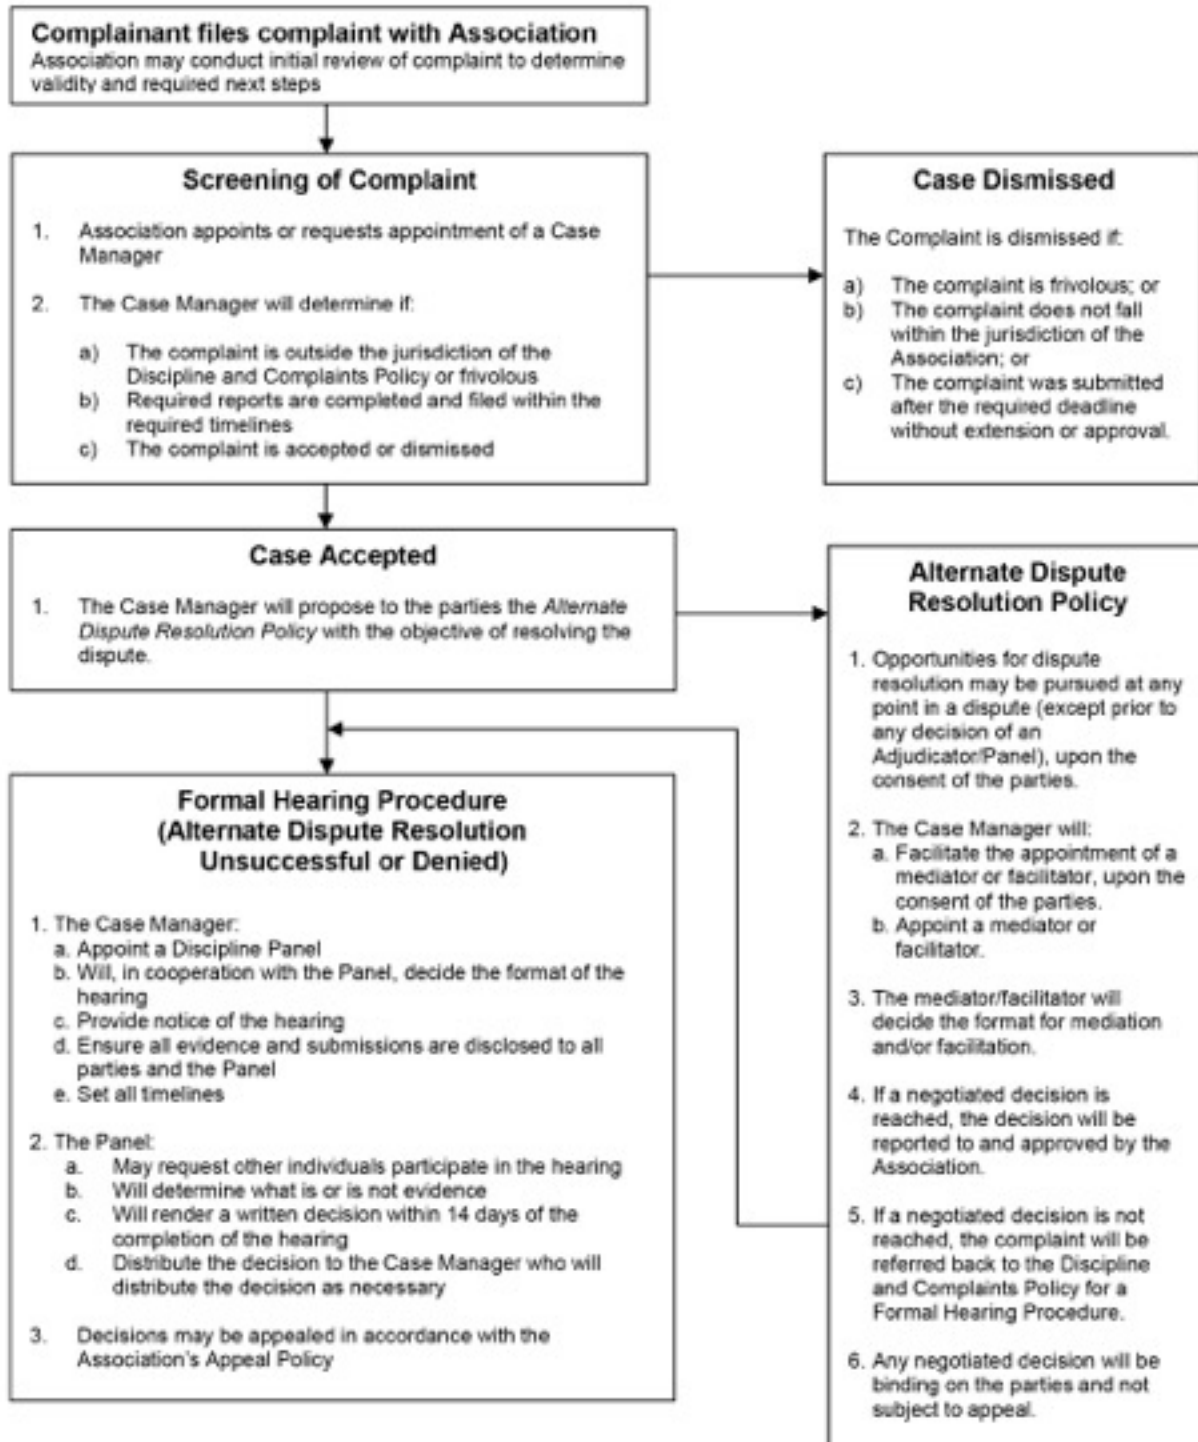 Complainant files complaint with Association
Association may conduct initial review of complaint to determine
validity and required next steps
Screening of Complaint
1. Association appoints or requests appointment of a Case
Manager
2. The Case Manager will determine if:
a) The complaint is outside the jurisdiction of the
Discipline and Complaints Policy or frivolous
b) Required reports are completed and filed within the
required timelines
c) The complaint is accepted or dismissed
Case Dismissed
The Complaint is dismissed if:
a) The complaint is frivolous; or
b) The complaint does not fall
within the jurisdiction of the
Association; or
c) The complaint was submitted
after the required deadline
without extension or approval.
Case Accepted
1. The Case Manager will propose to the parties the Alternate
Dispute Resolution Policy with the objective of resolving the
dispute.
Alternate Dispute
Resolution Policy
1. Opportunities for dispute
resolution may be pursued at any
point in a dispute (except prior to
any decision of an
Adjudicator/Panel), upon the
consent of the parties.
2. The Case Manager will:
a. Facilitate the appointment of a
mediator or facilitator, upon the
consent of the parties.
b. Appoint a mediator or
facilitator.
3. The mediator/facilitator will
decide the format for mediation
and/or facilitation.
4. If a negotiated decision is
reached, the decision will be
reported to and approved by the
Association.
5. If a negotiated decision is not
reached, the complaint will be
referred back to the Discipline
and Complaints Policy for a
Formal Hearing Procedure.
6. Any negotiated decision will be
binding on the parties and not
subject to appeal.
Formal Hearing Procedure
(Alternate Dispute Resolution
Unsuccessful or Denied)
1. The Case Manager:
a. Appoint a Discipline Panel
b. Will, in cooperation with the Panel, decide the format of the
hearing
c. Provide notice of the hearing
d. Ensure all evidence and submissions are disclosed to all
parties and the Panel
e. Set all timelines
2. The Panel:
a. May request other individuals participate in the hearing
b. Will determine what is or is not evidence
c. Will render a written decision within 14 days of the
completion of the hearing
d. Distribute the decision to the Case Manager who will
distribute the decision as necessary
3. Decisions may be appealed in accordance with the
Association's Appeal Policy